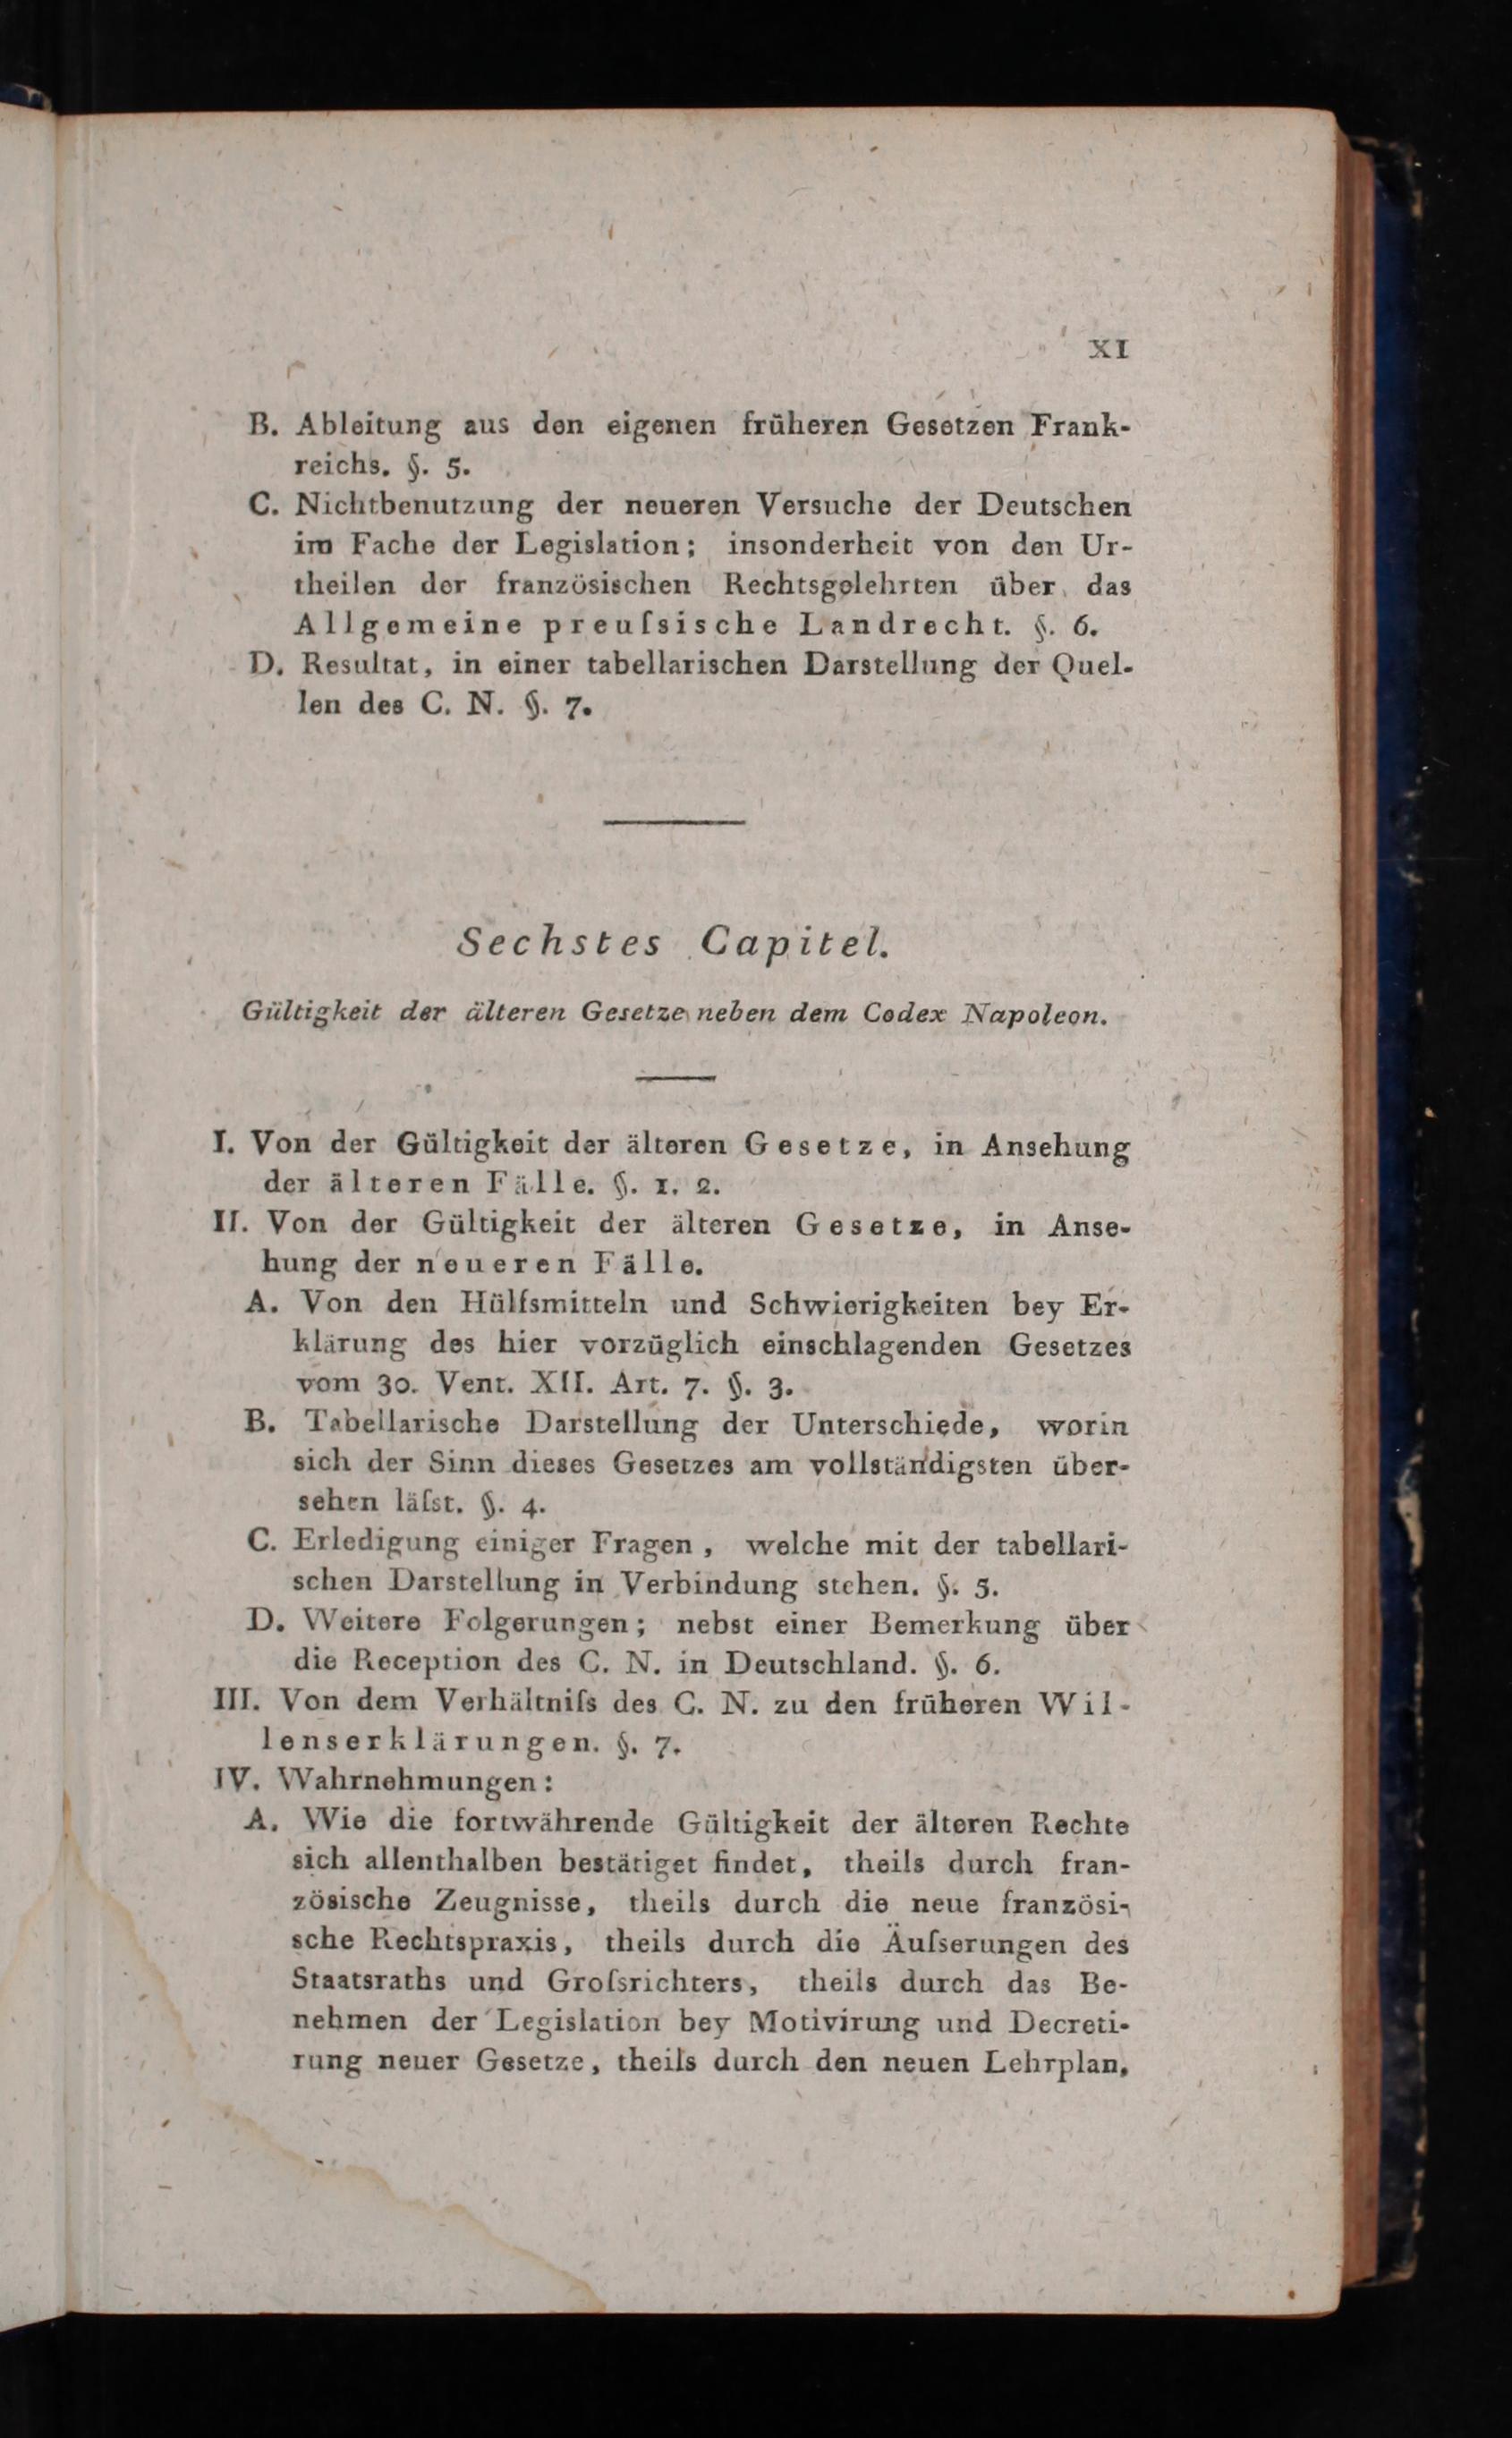 XI
B. Ableitung aus den eigenen früheren Gesetzen Frank-
reichs. §. 5.
C. Nichtbenutzung der neueren Versuche der Deutschen
im Fache der Legislation; insonderheit von den Ur-
theilen der französischen Rechtsgelehrten über das
Allgemeine preuſsische Landrecht. §. 6.
D. Resultat, in einer tabellarischen Darstellung der Quel-
len des C. N. §. 7.
Sechstes Capitel.
Gültigkeit der älteren Gesetze neben dem Codex Napoleon.
I. Von der Gültigkeit der älteren Gesetze, in Ansehung
der älteren Fälle. §. 1. 2.
II. Von der Gültigkeit der älteren Gesetze, in Anse-
hung der neueren Fälle.
A. Von den Hülfsmitteln und Schwierigkeiten bey Er-
klärung des hier vorzüglich einschlagenden Gesetzes
vom 30. Vent. XII. Art. 7. §. 3.
B. Tabellarische Darstellung der Unterschiede, worin
sich der Sinn dieses Gesetzes am vollständigsten über-
sehen läſst. §. 4.
C. Erledigung einiger Fragen, welche mit der tabellari-
schen Darstellung in Verbindung stehen. §. 5.
D. Weitere Folgerungen; nebst einer Bemerkung über
die Reception des C. N. in Deutschland. §. 6.
III. Von dem Verhältniſs des C. N. zu den früheren Wil-
lenserklärungen. §. 7.
IV. Wahrnehmungen:
A. Wie die fortwährende Gültigkeit der älteren Rechte
sich allenthalben bestätiget findet, theils durch fran-
zösische Zeugnisse, theils durch die neue französi-
sche Rechtspraxis, theils durch die Äuſserungen des
Staatsraths und Groſsrichters, theils durch das Be-
nehmen der Legislation bey Motivirung und Decreti-
rung neuer Gesetze, theils durch den neuen Lehrplan,